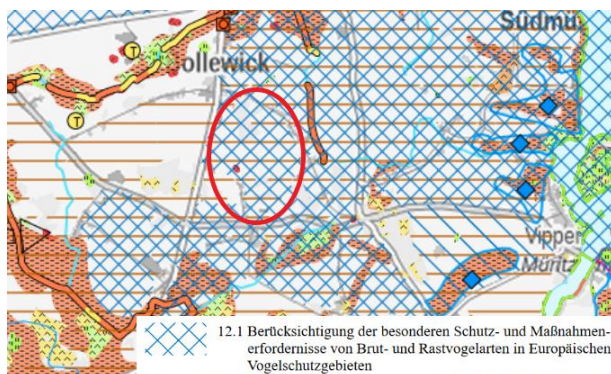 Südmü
ollewick
T
T
Vipper
Müritz
12.1 Berücksichtigung der besonderen Schutz- und Maßnahmen-
erfordernisse von Brut- und Rastvogelarten in Europäischen
Vogelschutzgebieten